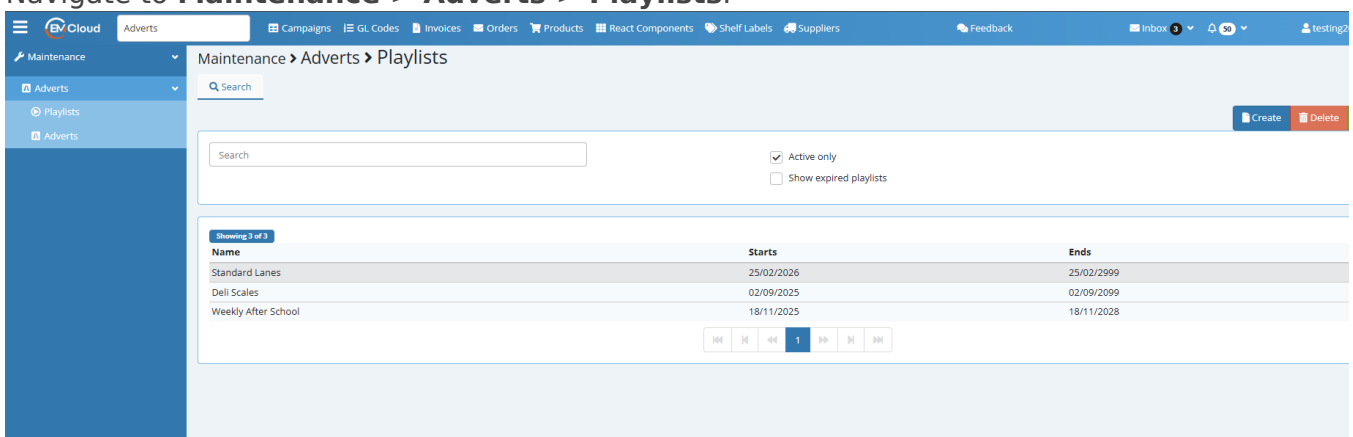 Navigate to Maintenance > Adverts > Playlists.
EMCloud Adverts Campaigns GL Codes Invoices Orders Products React Components Shelf Labels Suppliers Feedback Inbox 3 50
Maintenance
Maintenance > Adverts > Playlists
Adverts
Search
Playlists
Create Delete
Adverts
Search
Active only
Show expired playlists
Showing 3 of 3
Name Starts Ends
Standard Lanes 25/02/2026 25/02/2999
Deli Scales 02/09/2025 02/09/2099
Weekly After School 18/11/2025 18/11/2028
1